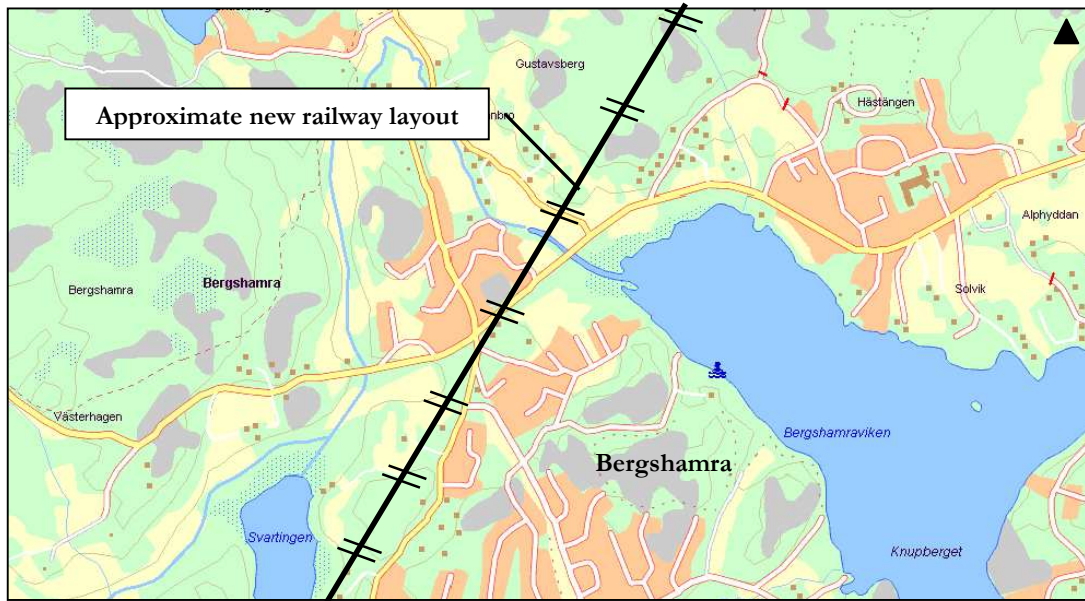 Gustavsberg
Approximate new railway layout
Hästängen
Alphyddan
Bergshamra
Bergshamra
Solvik
Västerhagen
Bergshamraviken
Bergshamra
Svartingen
Knupberget